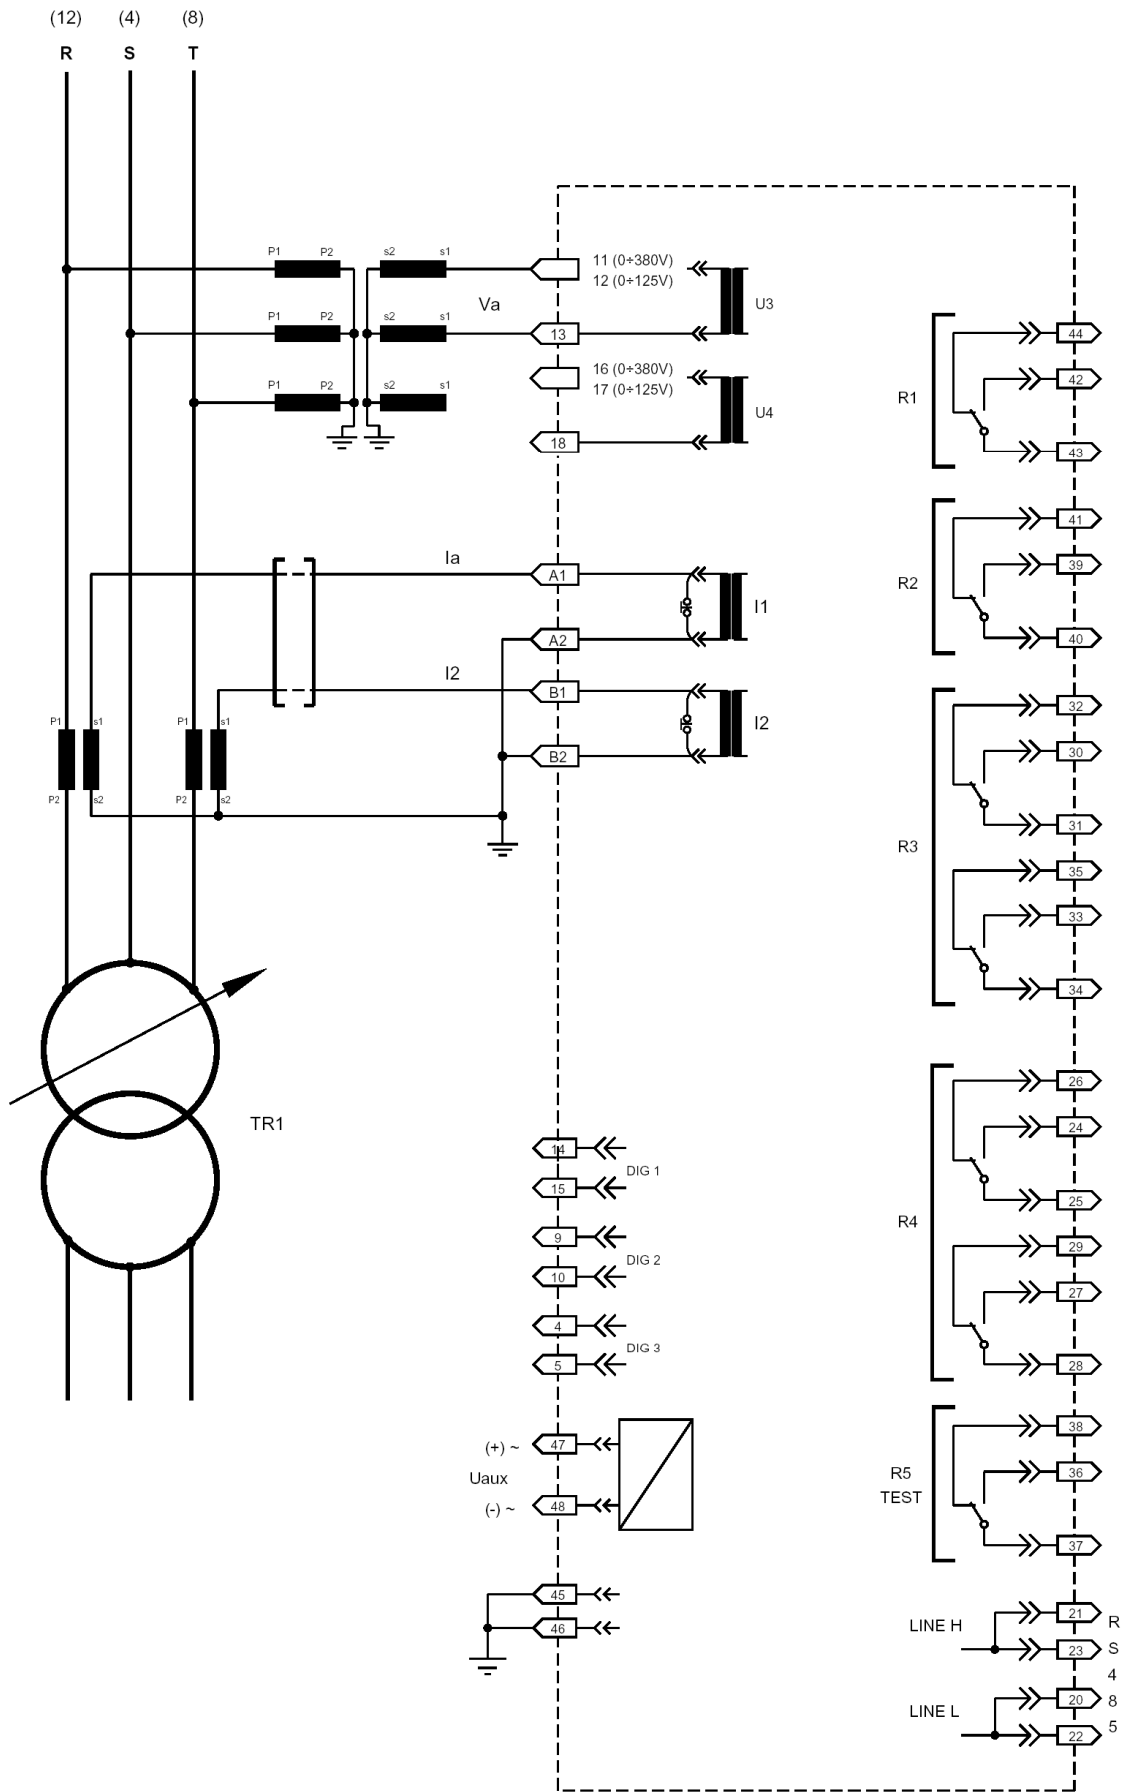 (12) (4) (8)
R S T
P1 P2 s2 s1
11 (0÷380V)
12 (0÷125V)
U3
Va
P1 P2 s2 s1
13
16 (0÷380V)
17 (0÷125V)
U4
P1 P2 s2 s1
18
Ia
A1
I1
A2
I2
B1
I2
B2
P1 s1
P2 s2
P1 s1
P2 s2
TR1
14
DIG 1
15
9
DIG 2
10
4
DIG 3
5
(+) ~
47
Uaux
(-) ~
48
45
46
R1
44
42
43
R2
41
39
40
R3
32
30
31
35
33
34
R4
26
24
25
29
27
28
R5
TEST
38
36
37
LINE H
21
23
LINE L
20
22
R
S
4
8
5